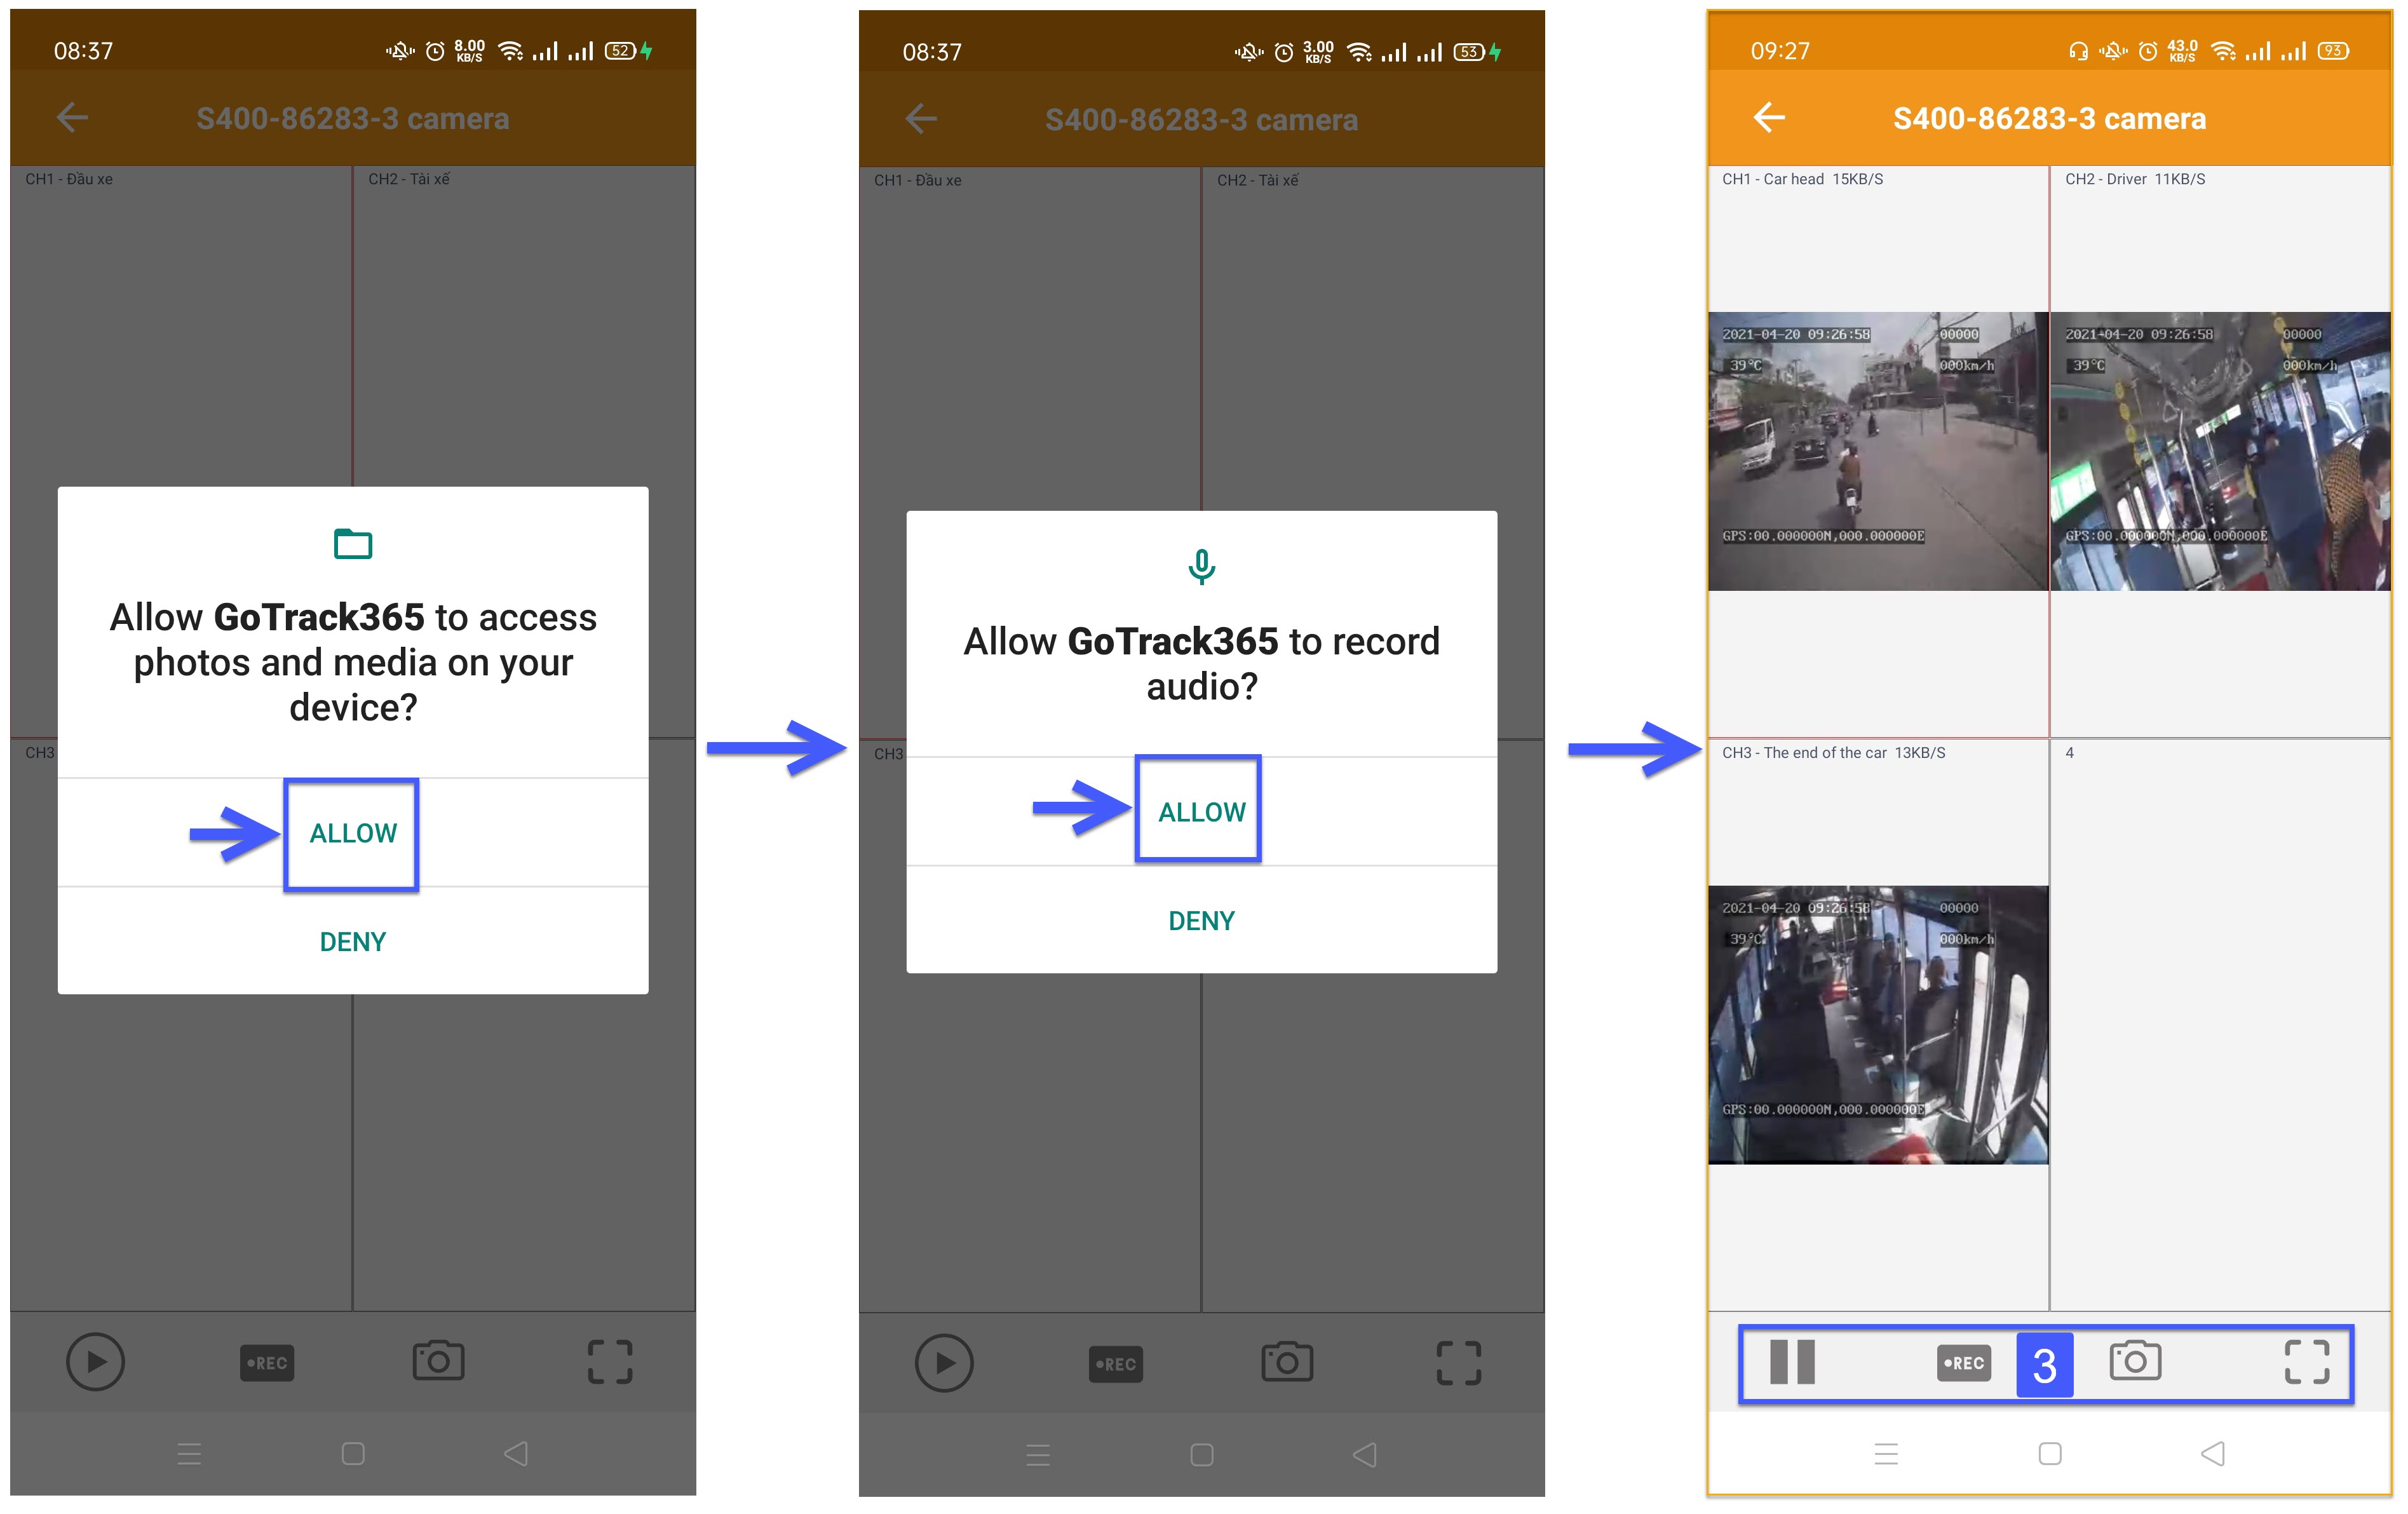 08:37
8.00
KB/S
52
S400-86283-3 camera
CH1 - Đầu xe
CH2 - Tài xế
Allow GoTrack365 to access
photos and media on your
device?
CH3
ALLOW
DENY
REC
08:37
3.00
KB/S
53
S400-86283-3 camera
CH1 - Đầu xe
CH2 - Tài xế
Allow GoTrack365 to record
audio?
CH3
ALLOW
DENY
REC
09:27
43.0
KB/S
93
S400-86283-3 camera
CH1 - Car head 15KB/S
CH2 - Driver 11KB/S
2021-04-20 09:26:58 00000
39°C 000km/h
GPS:00.000000N,000.000000E
2021-04-20 09:26:58 00000
39°C 000km/h
GPS:00.000000N,000.000000E
CH3 - The end of the car 13KB/S
4
2021-04-20 09:26:58 00000
39°C 000km/h
GPS:00.000000N,000.000000E
REC
3